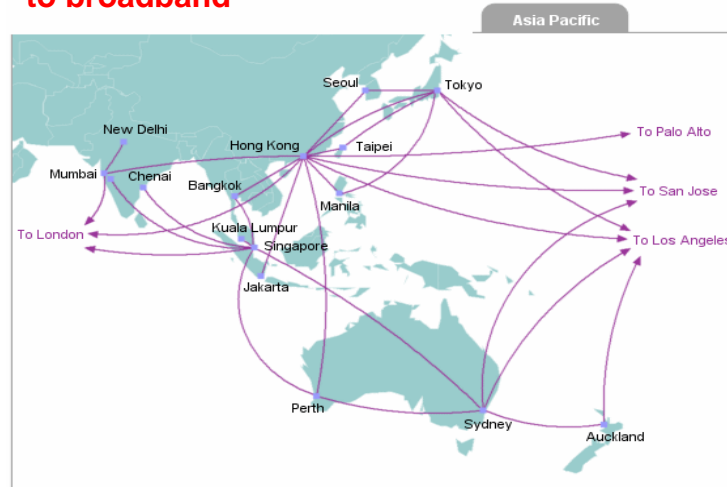 to broadband
Asia Pacific
Seoul
Tokyo
New Delhi
Hong Kong
Taipei
To Palo Alto
Mumbai
Chenai
Bangkok
To San Jose
Manila
Kuala Lumpur
To London
Singapore
To Los Angeles
Jakarta
Perth
Sydney
Auckland